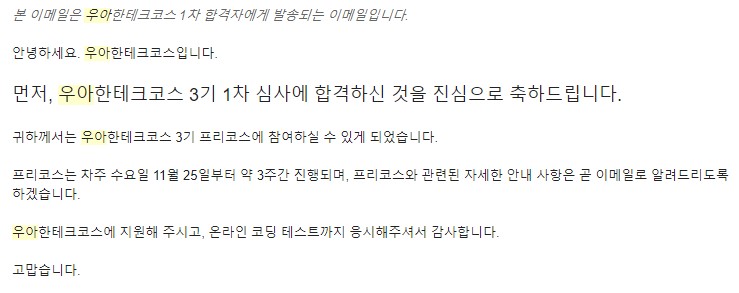 본 이메일은 우아한테크코스 1차 합격자에게 발송되는 이메일입니다.
안녕하세요. 우아한테크코스입니다.
먼저, 우아한테크코스 3기 1차 심사에 합격하신 것을 진심으로 축하드립니다.
귀하께서는 우아한테크코스 3기 프리코스에 참여하실 수 있게 되었습니다.
프리코스는 차주 수요일 11월 25일부터 약 3주간 진행되며, 프리코스와 관련된 자세한 안내 사항은 곧 이메일로 알려드리도록
하겠습니다.
우아한테크코스에 지원해 주시고, 온라인 코딩 테스트까지 응시해주셔서 감사합니다.
고맙습니다.